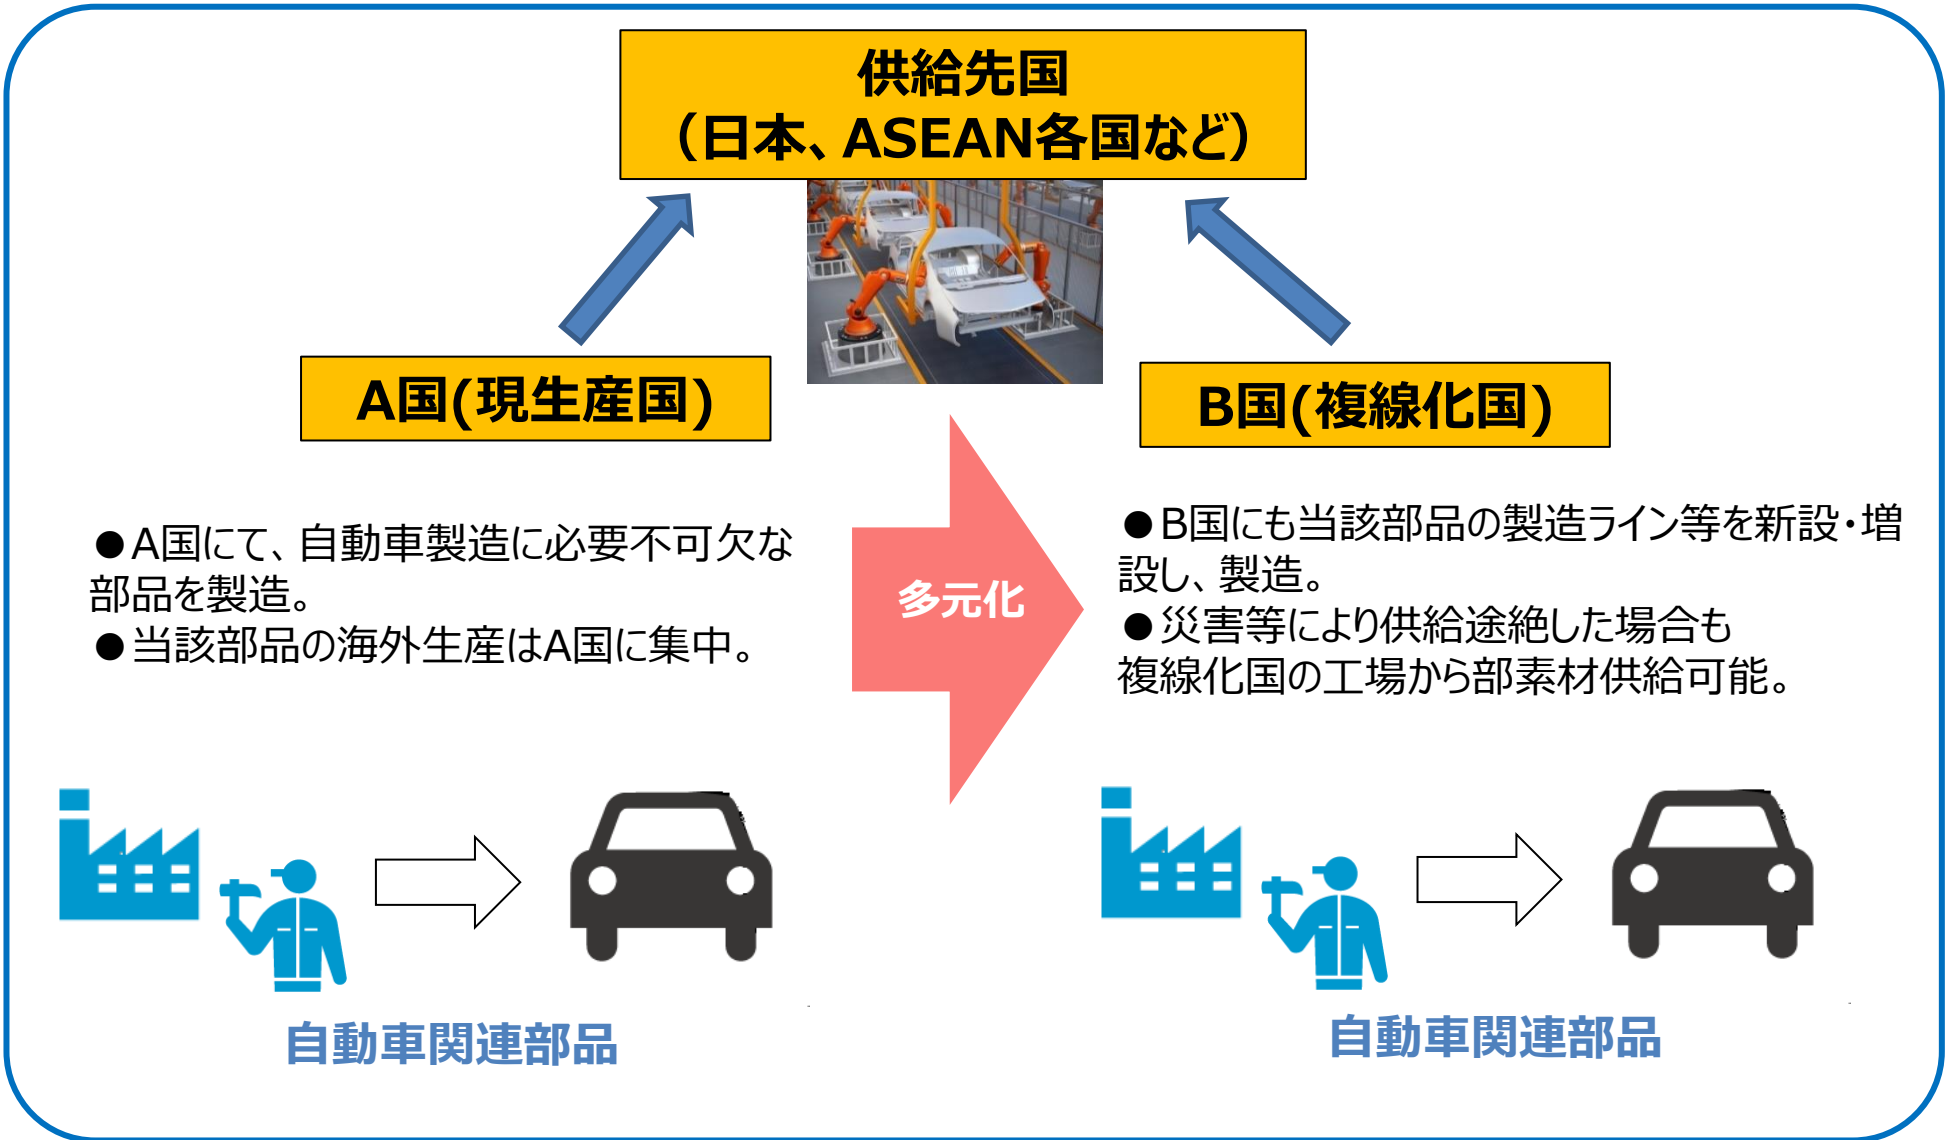 供給先国
（日本、ASEAN各国など）
A国(現生産国)
B国(複線化国)
●A国にて、自動車製造に必要不可欠な
部品を製造。
●当該部品の海外生産はA国に集中。
多元化
●B国にも当該部品の製造ライン等を新設・増
設し、製造。
●災害等により供給途絶した場合も
複線化国の工場から部素材供給可能。
自動車関連部品
自動車関連部品